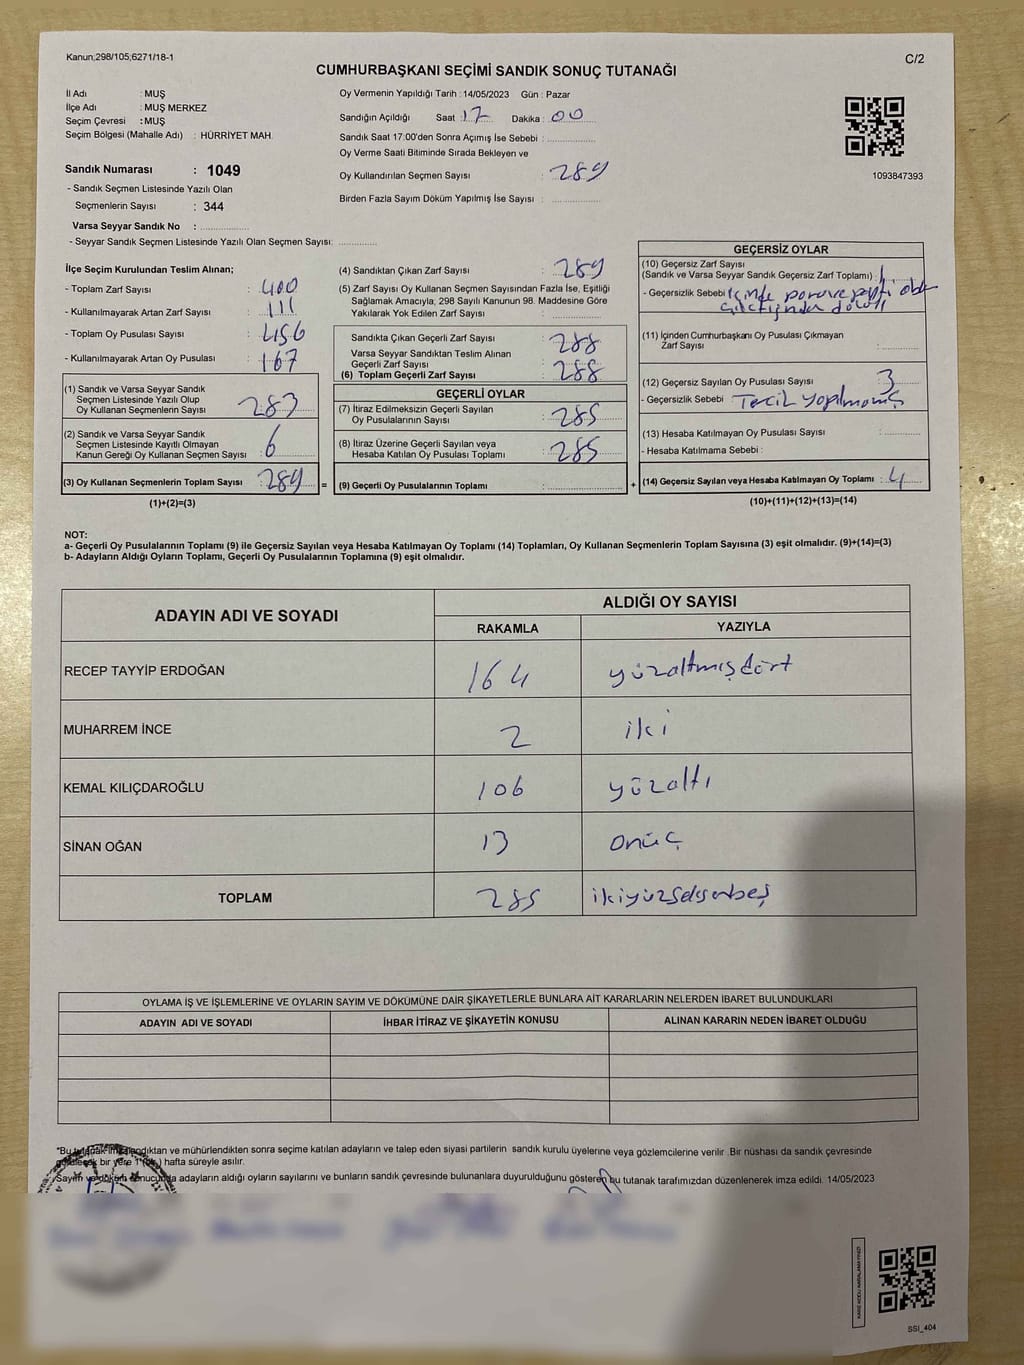 Kanun;298/105;6271/18-1
C/2
CUMHURBAŞKANI SEÇİMİ SANDIK SONUÇ TUTANAĞI
İl Adı : MUŞ
İlçe Adı : MUŞ MERKEZ
Seçim Çevresi : MUŞ
Seçim Bölgesi (Mahalle Adı) : HÜRRİYET MAH.
Sandık Numarası : 1049
- Sandık Seçmen Listesinde Yazılı Olan
Seçmenlerin Sayısı : 344
Varsa Seyyar Sandık No :
- Seyyar Sandık Seçmen Listesinde Yazılı Olan Seçmen Sayısı:
Oy Vermenin Yapıldığı Tarih : 14/05/2023 Gün : Pazar
Sandığın Açıldığı Saat : 17 Dakika : 00
Sandık Saat 17:00'den Sonra Açımış İse Sebebi :
Oy Verme Saati Bitiminde Sırada Bekleyen ve
Oy Kullandırılan Seçmen Sayısı : 289
Birden Fazla Sayım Döküm Yapılmış İse Sayısı :
1093847393
İlçe Seçim Kurulundan Teslim Alınan;
- Toplam Zarf Sayısı : 400
- Kullanılmayarak Artan Zarf Sayısı : 111
- Toplam Oy Pusulası Sayısı : 456
- Kullanılmayarak Artan Oy Pusulası : 167
(1) Sandık ve Varsa Seyyar Sandık
Seçmen Listesinde Yazılı Olup
Oy Kullanan Seçmenlerin Sayısı : 283
(2) Sandık ve Varsa Seyyar Sandık
Seçmen Listesinde Kayıtlı Olmayan
Kanun Gereği Oy Kullanan Seçmen Sayısı : 6
(3) Oy Kullanan Seçmenlerin Toplam Sayısı : 289 =
(1)+(2)=(3)
(4) Sandıktan Çıkan Zarf Sayısı : 289
(5) Zarf Sayısı Oy Kullanan Seçmen Sayısından Fazla İse, Eşitliği
Sağlamak Amacıyla, 298 Sayılı Kanunun 98. Maddesine Göre
Yakılarak Yok Edilen Zarf Sayısı :
Sandıkta Çıkan Geçerli Zarf Sayısı : 288
Varsa Seyyar Sandıktan Teslim Alınan
Geçerli Zarf Sayısı :
(6) Toplam Geçerli Zarf Sayısı : 288
GEÇERLİ OYLAR
(7) İtiraz Edilmeksizin Geçerli Sayılan
Oy Pusulalarının Sayısı : 285
(8) İtiraz Üzerine Geçerli Sayılan veya
Hesaba Katılan Oy Pusulası Toplamı : 285
(9) Geçerli Oy Pusulalarının Toplamı : +
GEÇERSİZ OYLAR
(10) Geçersiz Zarf Sayısı
(Sandık ve Varsa Seyyar Sandık Geçersiz Zarf Toplamı) : 1
- Geçersizlik Sebebi : içinde
(11) İçinden Cumhurbaşkanı Oy Pusulası Çıkmayan
Zarf Sayısı :
(12) Geçersiz Sayılan Oy Pusulası Sayısı : 3
- Geçersizlik Sebebi : Tercih yapılmamış
(13) Hesaba Katılmayan Oy Pusulası Sayısı :
- Hesaba Katılmama Sebebi :
(14) Geçersiz Sayılan veya Hesaba Katılmayan Oy Toplamı : 4
(10)+(11)+(12)+(13)=(14)
NOT:
a- Geçerli Oy Pusulalarının Toplamı (9) ile Geçersiz Sayılan veya Hesaba Katılmayan Oy Toplamı (14) Toplamları, Oy Kullanan Seçmenlerin Toplam Sayısına (3) eşit olmalıdır. (9)+(14)=(3)
b- Adayların Aldığı Oyların Toplamı, Geçerli Oy Pusulalarının Toplamına (9) eşit olmalıdır.
ADAYIN ADI VE SOYADI ALDIĞI OY SAYISI
RAKAMLA YAZIYLA
RECEP TAYYİP ERDOĞAN 164 yüzaltmışdört
MUHARREM İNCE 2 iki
KEMAL KILIÇDAROĞLU 106 yüzaltı
SİNAN OĞAN 13 onüç
TOPLAM 285 ikiyüzseksenbeş
OYLAMA İŞ VE İŞLEMLERİNE VE OYLARIN SAYIM VE DÖKÜMÜNE DAİR ŞİKAYETLERLE BUNLARA AİT KARARLARIN NELERDEN İBARET BULUNDUKLARI
ADAYIN ADI VE SOYADI İHBAR İTİRAZ VE ŞİKAYETİN KONUSU ALINAN KARARIN NEDEN İBARET OLDUĞU
"Bu tutanak imzalandıktan ve mühürlendikten sonra seçime katılan adayların ve talep eden siyasi partilerin sandık kurulu üyelerine veya gözlemcilerine verilir .Bir nüshası da sandık çevresinde
görülecek bir yere 1 (bir) hafta süreyle asılır.
Sayım ve döküm sonucunda adayların aldığı oyların sayılarını ve bunların sandık çevresinde bulunanlara duyurulduğunu gösteren bu tutanak tarafımızdan düzenlenerek imza edildi. 14/05/2023
KARE KODU KARALAMAYINIZ!
SSI_404